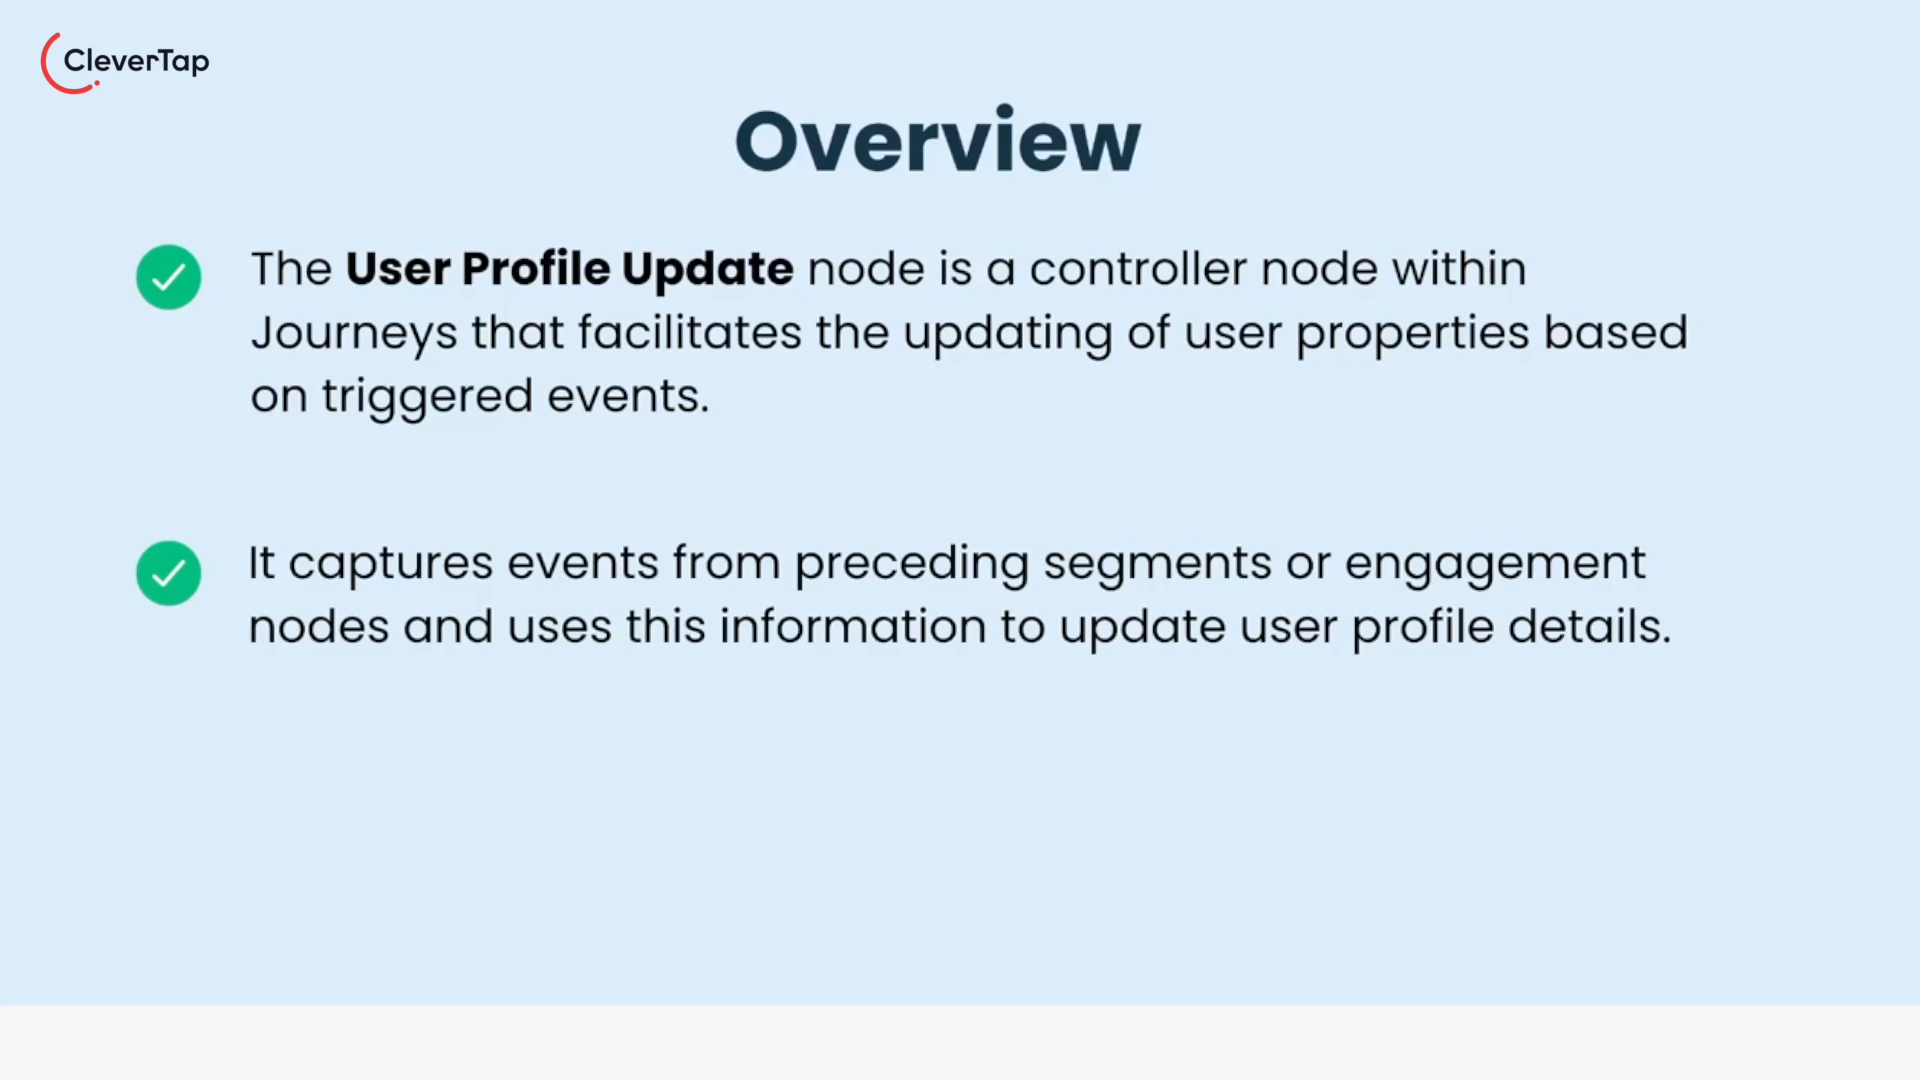 CleverTap
Overview
The User Profile Update node is a controller node within
Journeys that facilitates the updating of user properties based
on triggered events.
It captures events from preceding segments or engagement
nodes and uses this information to update user profile details.